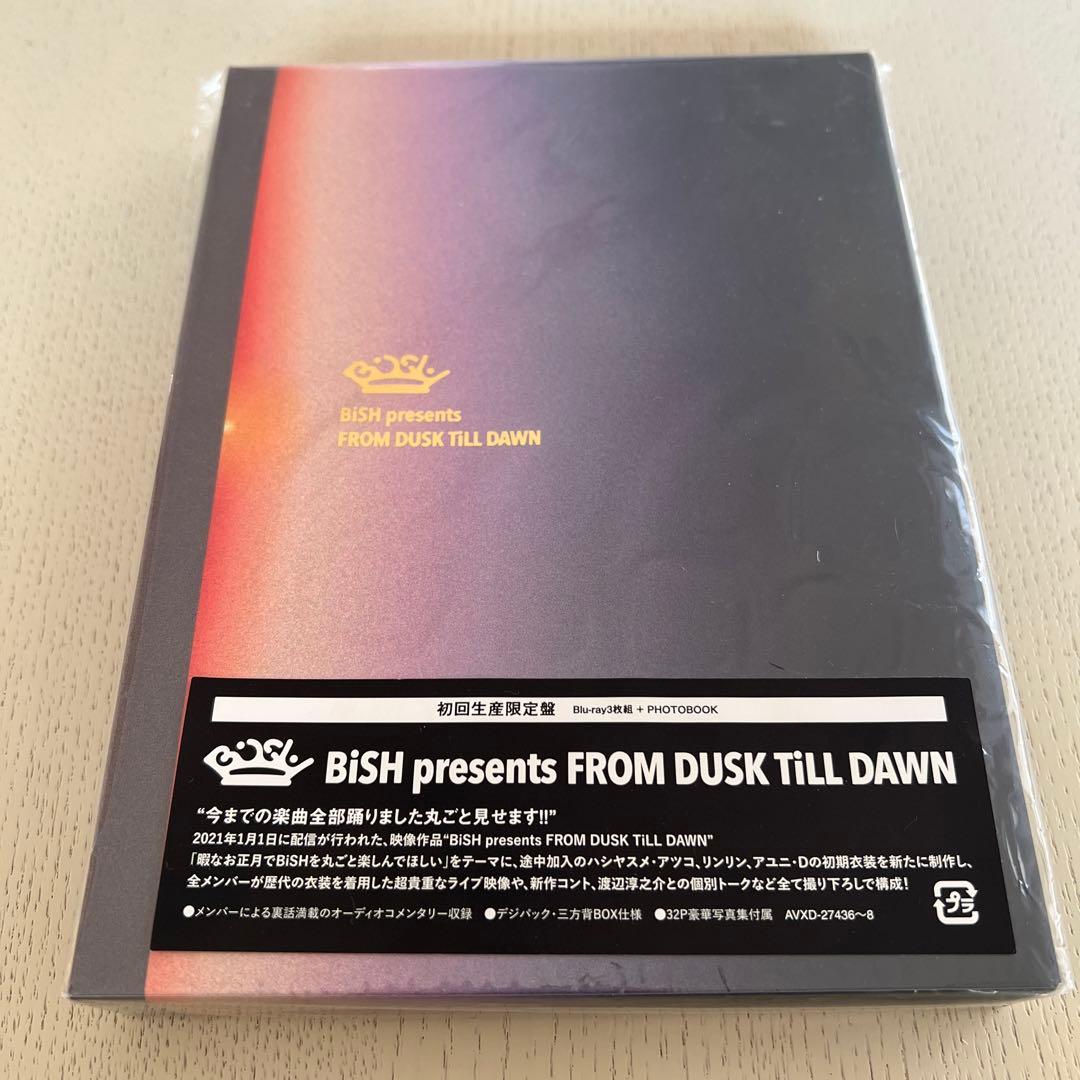 BiSH
BiSH presents
FROM DUSK TiLL DAWN
初回生産限定盤 Blu-ray3枚組 + PHOTOBOOK
BiSH BiSH presents FROM DUSK TiLL DAWN
“今までの楽曲全部踊りました丸ごと見せます!!”
2021年1月1日に配信が行われた、映像作品“BiSH presents FROM DUSK TiLL DAWN”
「暇なお正月でBiSHを丸ごと楽しんでほしい」をテーマに、途中加入のハシヤスメ・アツコ、リンリン、アユニ・Dの初期衣装を新たに制作し、
全メンバーが歴代の衣装を着用した超貴重なライブ映像や、新作コント、渡辺淳之介との個別トークなど全て撮り下ろしで構成!
●メンバーによる裏話満載のオーディオコメンタリー収録 ●デジパック・三方背BOX仕様 ●32P豪華写真集付属 AVXD-27436〜8
プラ